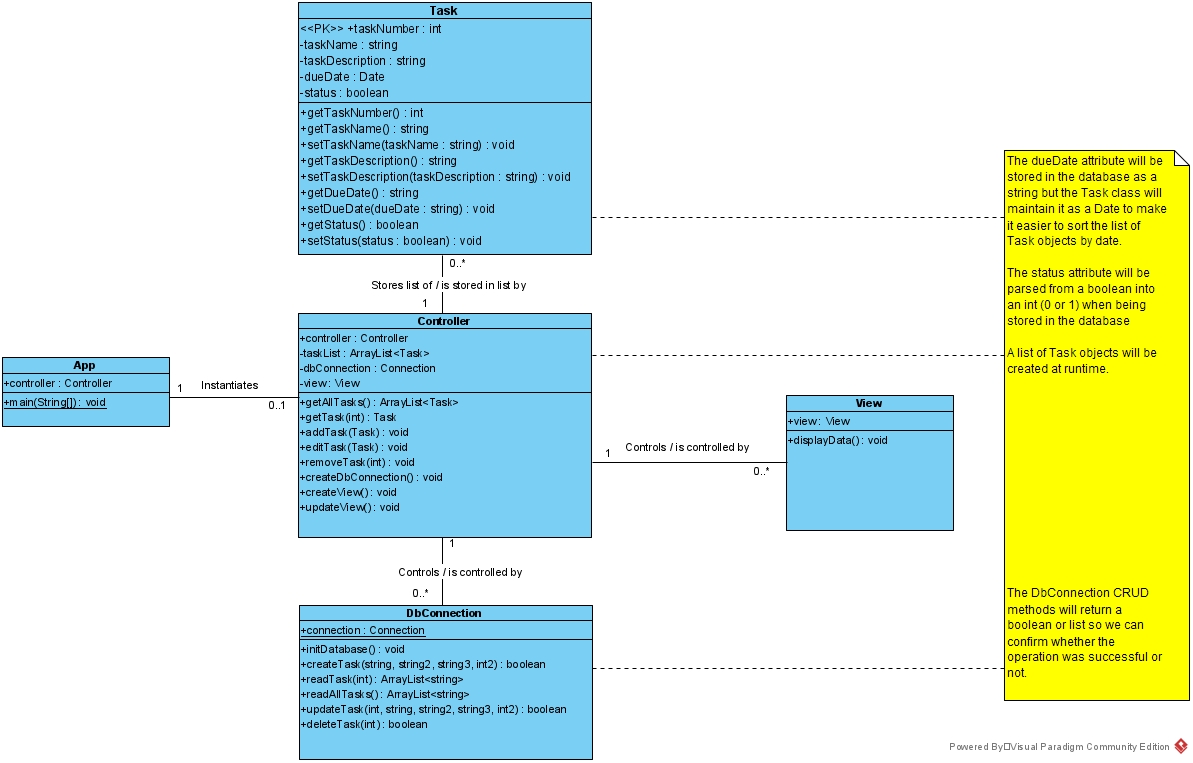 Task
<<PK>> +taskNumber : int
-taskName : string
-taskDescription : string
-dueDate : Date
-status : boolean
+getTaskNumber() : int
+getTaskName() : string
+setTaskName(taskName : string) : void
+getTaskDescription() : string
+setTaskDescription(taskDescription : string) : void
+getDueDate() : string
+setDueDate(dueDate : string) : void
+getStatus() : boolean
+setStatus(status : boolean) : void
0..*
Stores list of / is stored in list by
1
Controller
+controller : Controller
-taskList : ArrayList<Task>
-dbConnection : Connection
-view : View
+getAllTasks() : ArrayList<Task>
+getTask(int) : Task
+addTask(Task) : void
+editTask(Task) : void
+removeTask(int) : void
+createDbConnection() : void
+createView() : void
+updateView() : void
App
+controller : Controller
+main(String[]) : void
1
Instantiates
0..1
1
Controls / is controlled by
0..*
View
+view : View
+displayData() : void
1
Controls / is controlled by
0..*
DbConnection
+connection : Connection
+initDatabase() : void
+createTask(string, string2, string3, int2) : boolean
+readTask(int) : ArrayList<string>
+readAllTasks() : ArrayList<string>
+updateTask(int, string, string2, string3, int2) : boolean
+deleteTask(int) : boolean
The dueDate attribute will be
stored in the database as a
string but the Task class will
maintain it as a Date to make
it easier to sort the list of
Task objects by date.
The status attribute will be
parsed from a boolean into
an int (0 or 1) when being
stored in the database
A list of Task objects will be
created at runtime.
The DbConnection CRUD
methods will return a
boolean or list so we can
confirm whether the
operation was successful or
not.
Powered By□Visual Paradigm Community Edition